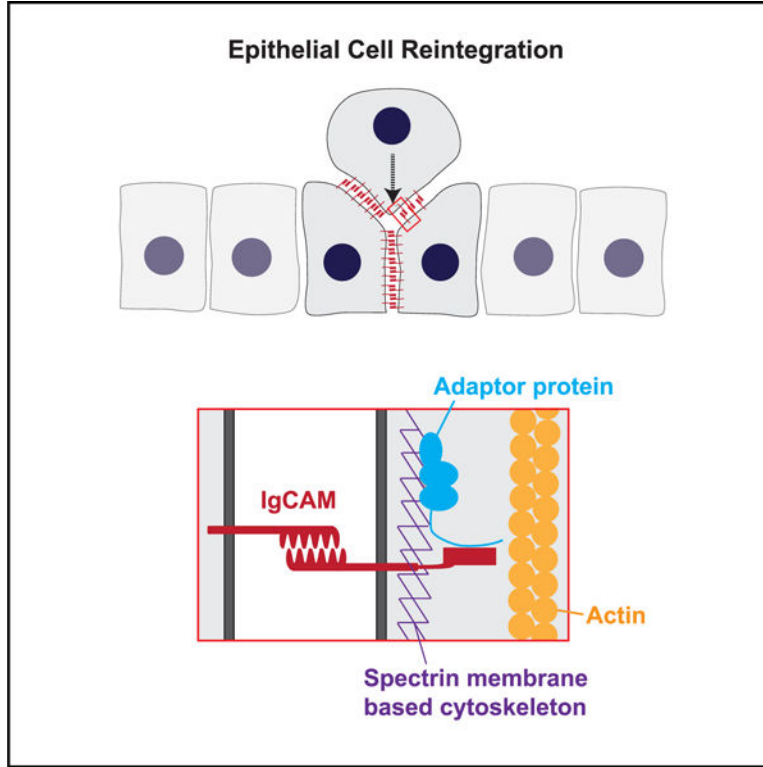 Epithelial Cell Reintegration
Adaptor protein
IgCAM
Actin
Spectrin membrane
based cytoskeleton